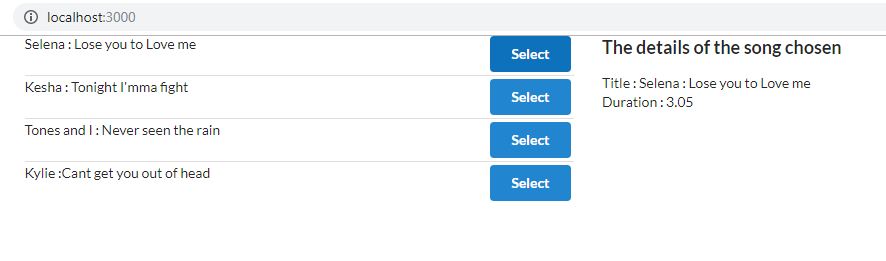 localhost:3000
Selena : Lose you to Love me
Select
Kesha : Tonight I'mma fight
Select
Tones and I : Never seen the rain
Select
Kylie :Cant get you out of head
Select
The details of the song chosen
Title : Selena : Lose you to Love me
Duration : 3.05